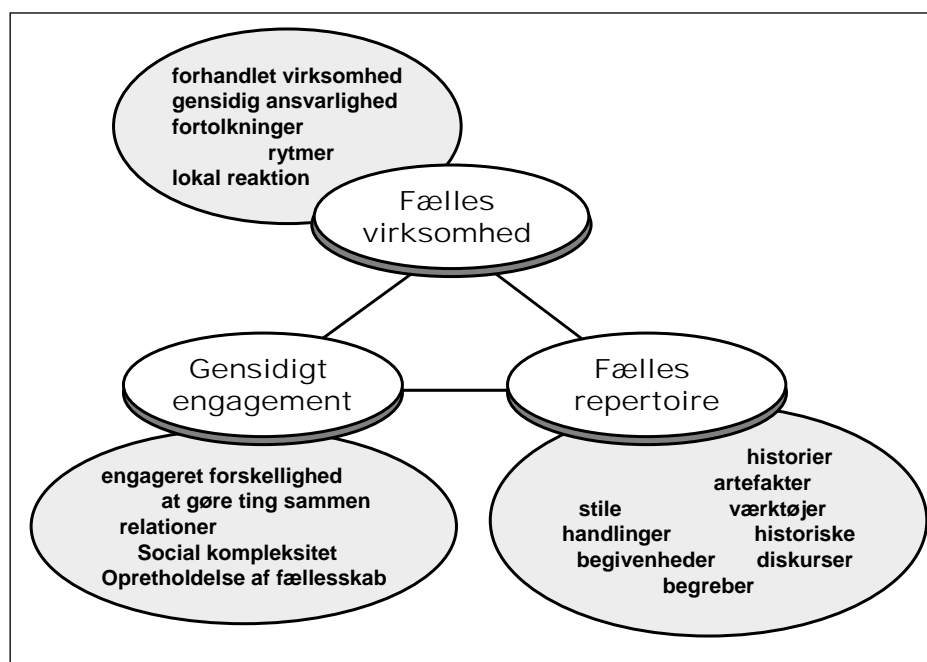 forhandlet virksomhed
gensidig ansvarlighed
fortolkninger
rytmer
lokal reaktion
Fælles
virksomhed
Gensidigt
engagement
Fælles
repertoire
engageret forskellighed
at gøre ting sammen
relationer
Social kompleksitet
Opretholdelse af fællesskab
historier
artefakter
stile værktøjer
handlinger historiske
begivenheder diskurser
begreber